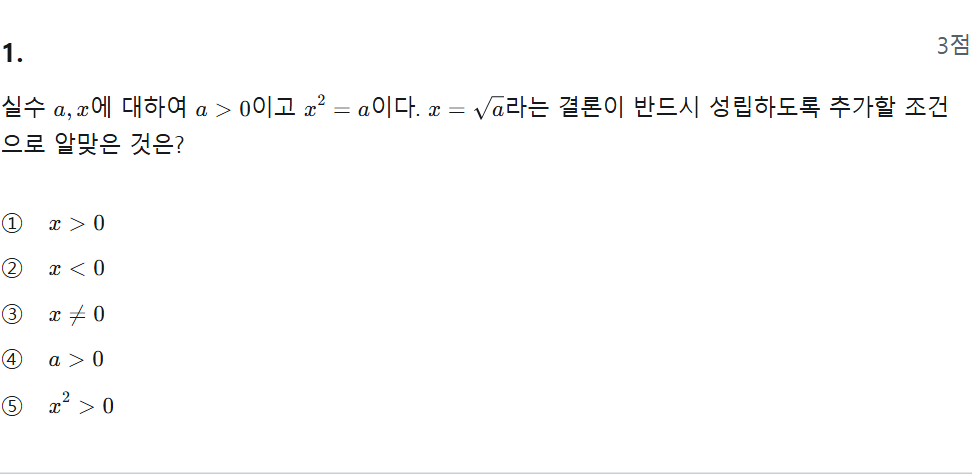 3점
1.
실수 a, x에 대하여 a > 0이고 x² = a이다. x = √a라는 결론이 반드시 성립하도록 추가할 조건
으로 알맞은 것은?
① x > 0
② x < 0
③ x ≠ 0
④ a > 0
⑤ x² > 0